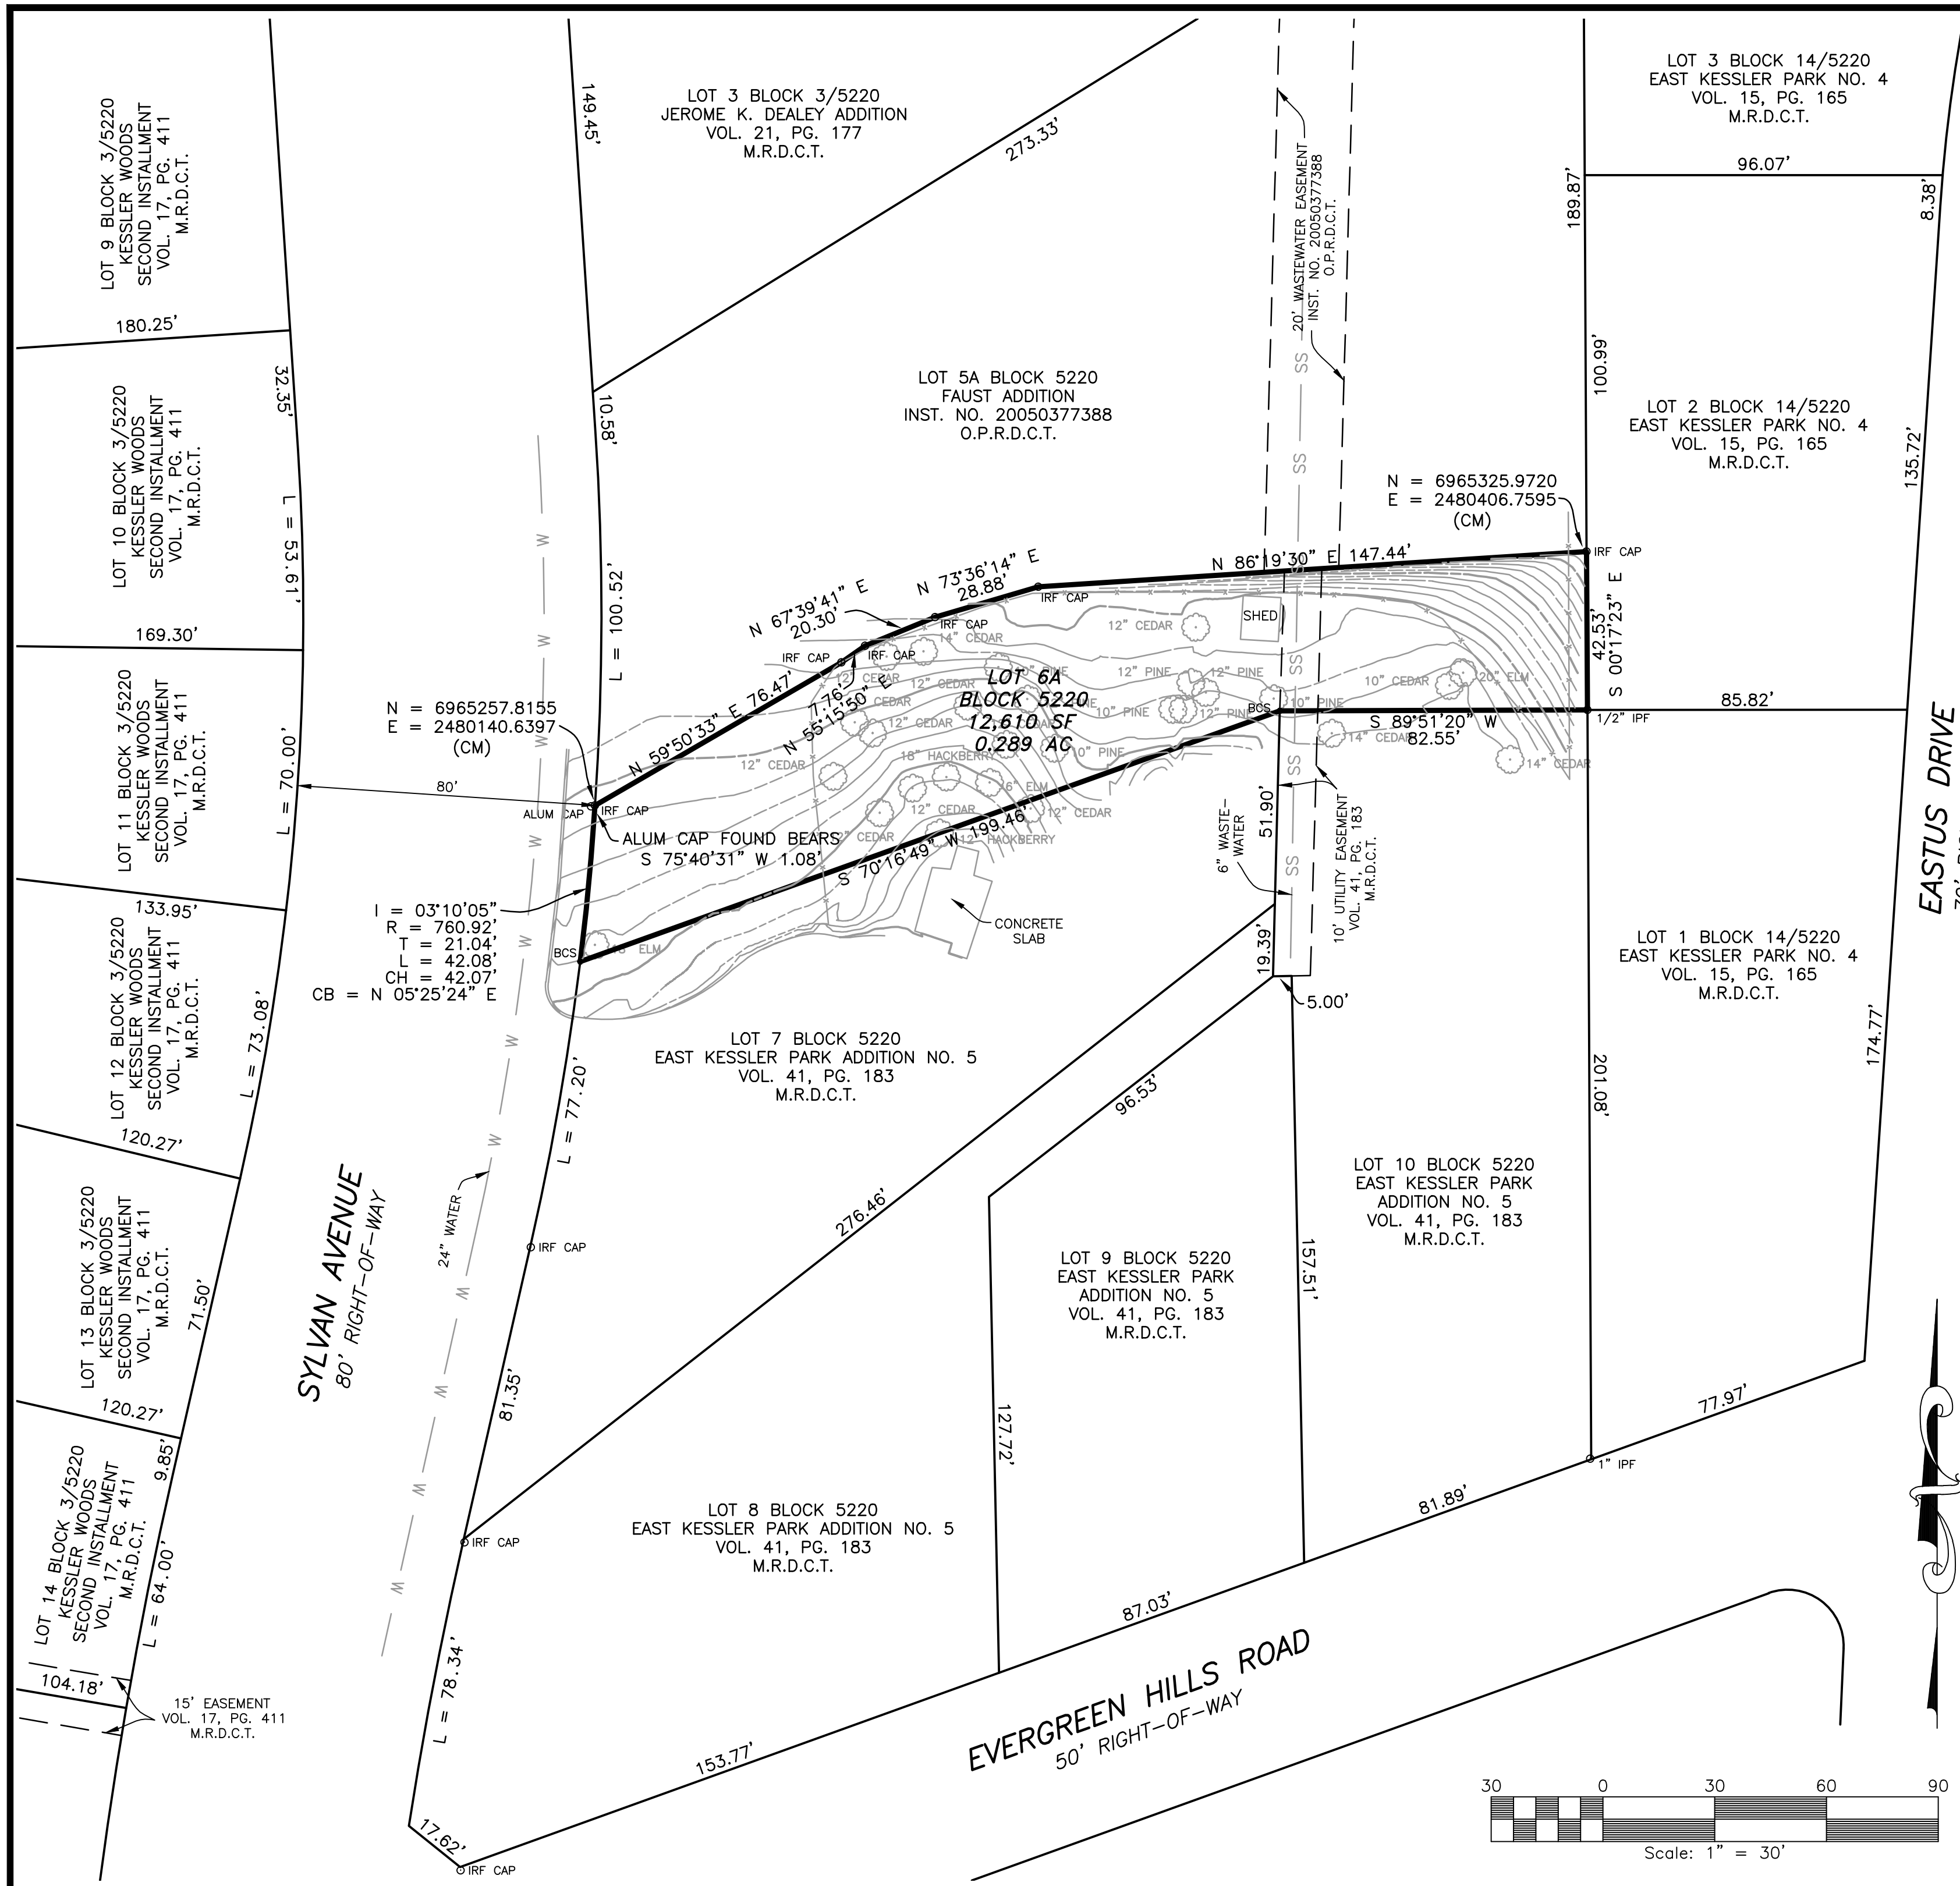 LOT 9 BLOCK 3/5220
KESSLER WOODS
SECOND INSTALLMENT
VOL. 17, PG. 411
M.R.D.C.T.
180.25'
32.35'
LOT 10 BLOCK 3/5220
KESSLER WOODS
SECOND INSTALLMENT
VOL. 17, PG. 411
M.R.D.C.T.
L = 53.61'
169.30'
LOT 11 BLOCK 3/5220
KESSLER WOODS
SECOND INSTALLMENT
VOL. 17, PG. 411
M.R.D.C.T.
L = 70.00'
133.95'
LOT 12 BLOCK 3/5220
KESSLER WOODS
SECOND INSTALLMENT
VOL. 17, PG. 411
M.R.D.C.T.
L = 73.08'
120.27'
LOT 13 BLOCK 3/5220
KESSLER WOODS
SECOND INSTALLMENT
VOL. 17, PG. 411
M.R.D.C.T.
71.50'
120.27'
9.85'
LOT 14 BLOCK 3/5220
KESSLER WOODS
SECOND INSTALLMENT
VOL. 17, PG. 411
M.R.D.C.T.
L = 64.00'
104.18'
15' EASEMENT
VOL. 17, PG. 411
M.R.D.C.T.
149.45'
LOT 3 BLOCK 3/5220
JEROME K. DEALEY ADDITION
VOL. 21, PG. 177
M.R.D.C.T.
273.33'
20' WASTEWATER EASEMENT
INST. NO. 20050377388
O.P.R.D.C.T.
189.87'
LOT 3 BLOCK 14/5220
EAST KESSLER PARK NO. 4
VOL. 15, PG. 165
M.R.D.C.T.
96.07'
8.38'
10.58'
LOT 5A BLOCK 5220
FAUST ADDITION
INST. NO. 20050377388
O.P.R.D.C.T.
SS
SS
100.99'
LOT 2 BLOCK 14/5220
EAST KESSLER PARK NO. 4
VOL. 15, PG. 165
M.R.D.C.T.
135.72'
N = 6965325.9720
E = 2480406.7595
(CM)
IRF CAP
L = 100.25'
N 59°50'33" E 76.47'
IRF CAP
7.76'
N 55°15'50" E
IRF CAP
N 67°39'41" E
20.30'
IRF CAP
N 73°36'14" E
28.88'
IRF CAP
N 86°19'30" E 147.44'
SS
42.53'
S 00°17'23" E
1/2" IPF
85.82'
S 89°51'20" W
82.55'
BCS
SHED
14" CEDAR
12" CEDAR
12" CEDAR
12" CEDAR
CEDAR
12" CEDAR
12" CEDAR
PINE
PINE
10" PINE
12" PINE
12" PINE
12" PINE
10" PINE
10" PINE
10" CEDAR
20" ELM
14" CEDAR
14" CEDAR
18" HACKBERRY
6" ELM
12" CEDAR
12" CEDAR
CEDAR
12" HACKBERRY
ELM
LOT 6A
BLOCK 5220
12,610 SF
0.289 AC
S 70°16'49" W 199.46'
N = 6965257.8155
E = 2480140.6397
(CM)
80'
ALUM CAP
IRF CAP
ALUM CAP FOUND BEARS
S 75°40'31" W 1.08'
I = 03°10'05"
R = 760.92'
T = 21.04'
L = 42.08'
CH = 42.07'
CB = N 05°25'24" E
BCS
CONCRETE
SLAB
6" WASTE-
WATER
51.90'
SS
SS
SS
10' UTILITY EASEMENT
VOL. 41, PG. 183
M.R.D.C.T.
19.39'
5.00'
LOT 1 BLOCK 14/5220
EAST KESSLER PARK NO. 4
VOL. 15, PG. 165
M.R.D.C.T.
174.77'
EASTUS DRIVE
LOT 7 BLOCK 5220
EAST KESSLER PARK ADDITION NO. 5
VOL. 41, PG. 183
M.R.D.C.T.
L = 77.20'
96.53'
201.08'
276.46'
IRF CAP
SYLVAN AVENUE
80' RIGHT-OF-WAY
24" WATER
W
W
W
W
W
W
W
W
W
W
W
W
81.35'
IRF CAP
LOT 10 BLOCK 5220
EAST KESSLER PARK
ADDITION NO. 5
VOL. 41, PG. 183
M.R.D.C.T.
157.51'
LOT 9 BLOCK 5220
EAST KESSLER PARK
ADDITION NO. 5
VOL. 41, PG. 183
M.R.D.C.T.
127.72'
LOT 8 BLOCK 5220
EAST KESSLER PARK ADDITION NO. 5
VOL. 41, PG. 183
M.R.D.C.T.
77.97'
1" IPF
81.89'
87.03'
153.77'
L = 78.34'
17.62'
IRF CAP
EVERGREEN HILLS ROAD
50' RIGHT-OF-WAY
30 0 30 60 90
Scale: 1" = 30'